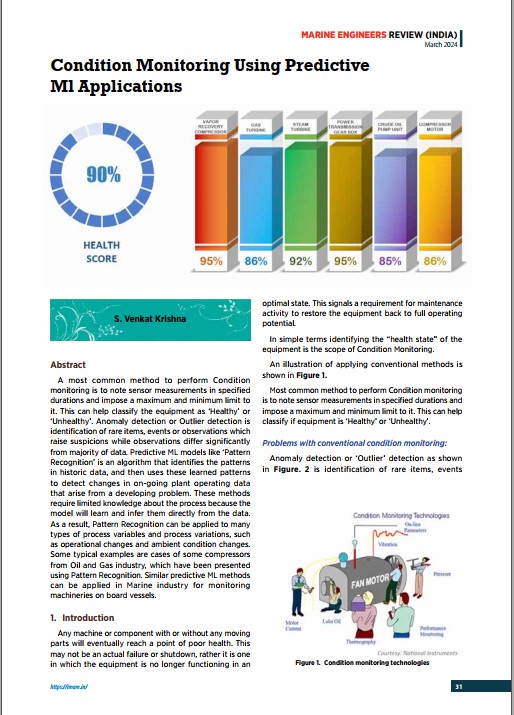 MARINE ENGINEERS REVIEW (INDIA)
March 2024
Condition Monitoring Using Predictive
Ml Applications
90%
HEALTH
SCORE
VAPOR
RECOVERY
COMPRESSOR
GAS
TURBINE
STEAM
TURBINE
POWER
TRANSMISSION
GEAR BOX
CRUDE OIL
PUMP UNIT
COMPRESSOR
MOTOR
95%
86%
92%
95%
85%
86%
S. Venkat Krishna
Abstract
A most common method to perform Condition
monitoring is to note sensor measurements in specified
durations and impose a maximum and minimum limit to
it. This can help classify the equipment as ‘Healthy’ or
‘Unhealthy’. Anomaly detection or Outlier detection is
identification of rare items, events or observations which
raise suspicions while observations differ significantly
from majority of data. Predictive ML models like ‘Pattern
Recognition’ is an algorithm that identifies the patterns
in historic data, and then uses these learned patterns
to detect changes in on-going plant operating data
that arise from a developing problem. These methods
require limited knowledge about the process because the
model will learn and infer them directly from the data.
As a result, Pattern Recognition can be applied to many
types of process variables and process variations, such
as operational changes and ambient condition changes.
Some typical examples are cases of some compressors
from Oil and Gas industry, which have been presented
using Pattern Recognition. Similar predictive ML methods
can be applied in Marine industry for monitoring
machineries on board vessels.
1. Introduction
Any machine or component with or without any moving
parts will eventually reach a point of poor health. This
may not be an actual failure or shutdown, rather it is one
in which the equipment is no longer functioning in an
optimal state. This signals a requirement for maintenance
activity to restore the equipment back to full operating
potential.
In simple terms identifying the “health state” of the
equipment is the scope of Condition Monitoring.
An illustration of applying conventional methods is
shown in Figure 1.
Most common method to perform Condition monitoring
is to note sensor measurements in specified durations and
impose a maximum and minimum limit to it. This can help
classify if equipment is ‘Healthy’ or ‘Unhealthy’.
Problems with conventional condition monitoring:
Anomaly detection or ‘Outlier’ detection as shown
in Figure. 2 is identification of rare items, events
Condition Monitoring Technologies
On-line
Parameters
Vibration
Pressure
FAN MOTOR
Motor
Current
Lube Oil
Thermography
Performance
Monitoring
Courtesy: National Instruments
Figure 1. Condition monitoring technologies
https://imare.in/
31